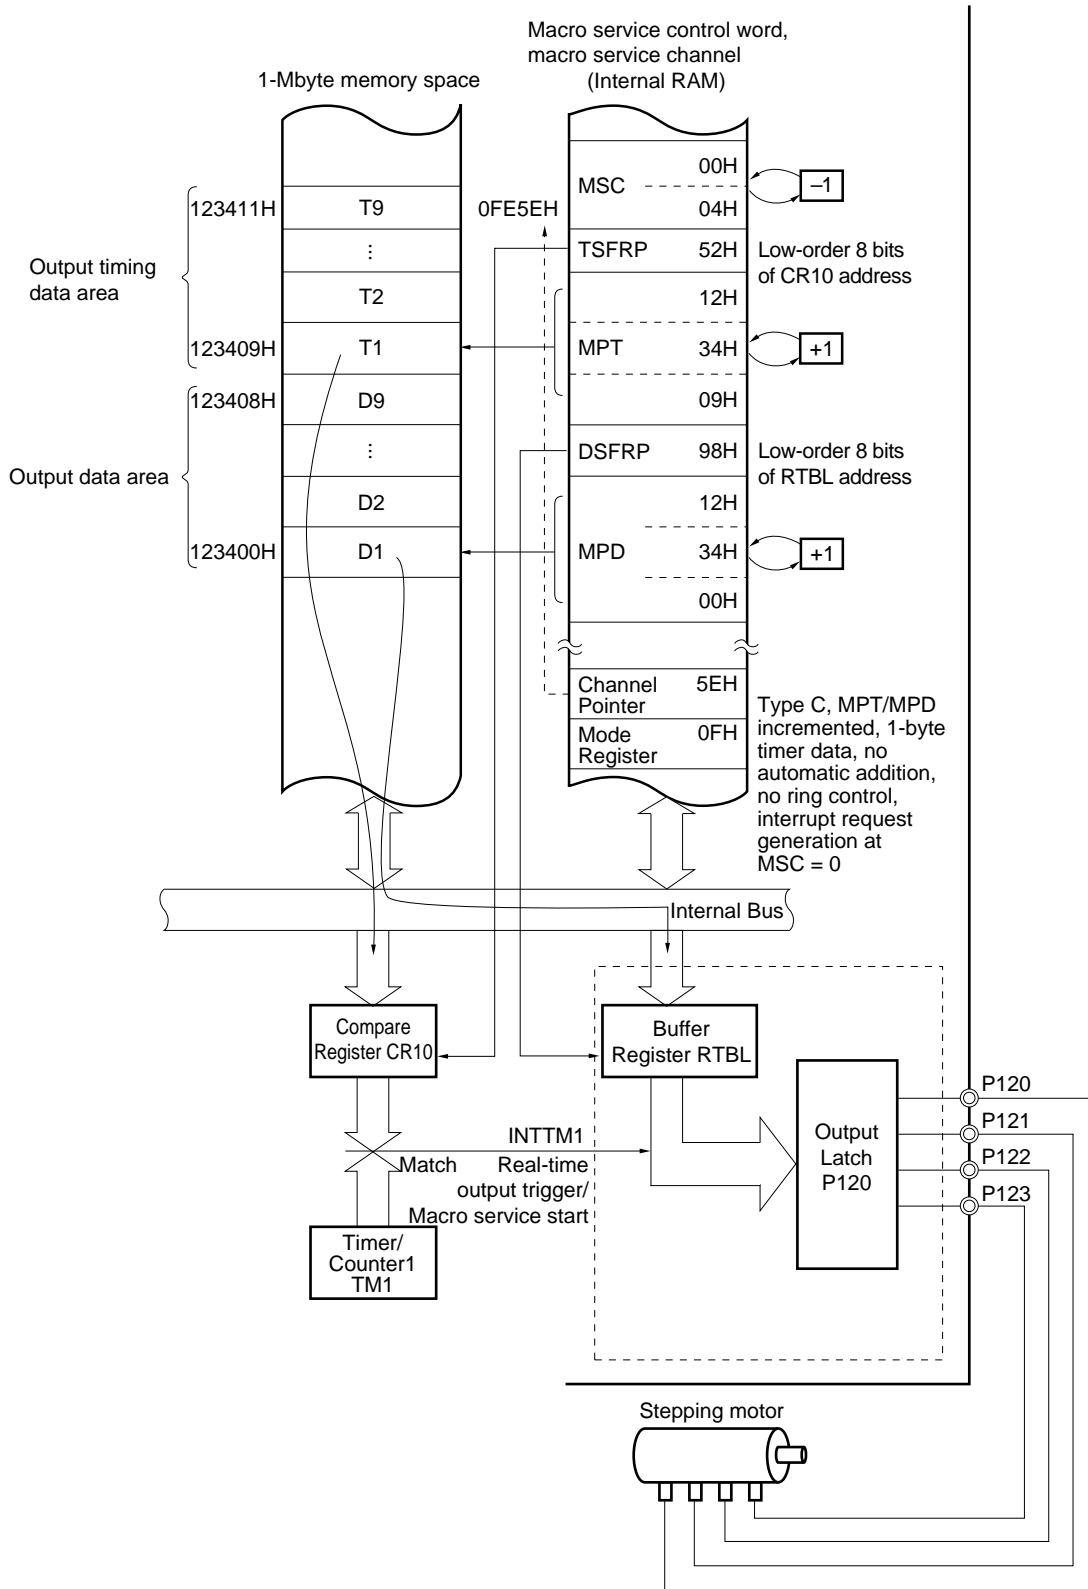 Macro service control word,
macro service channel
(Internal RAM)
1-Mbyte memory space
MSC
00H
–1
04H
123411H
T9
0FE5EH
TSFRP
52H
Low-order 8 bits
of CR10 address
⋮
Output timing
data area
T2
12H
123409H
T1
MPT
34H
+1
123408H
D9
09H
⋮
DSFRP
98H
Low-order 8 bits
of RTBL address
Output data area
D2
12H
123400H
D1
MPD
34H
+1
00H
Channel
Pointer
5EH
Mode
Register
0FH
Type C, MPT/MPD
incremented, 1-byte
timer data, no
automatic addition,
no ring control,
interrupt request
generation at
MSC = 0
Internal Bus
Compare
Register CR10
Buffer
Register RTBL
INTTM1
Match
Real-time
output trigger/
Macro service start
Timer/
Counter1
TM1
Output
Latch
P120
P120
P121
P122
P123
Stepping motor